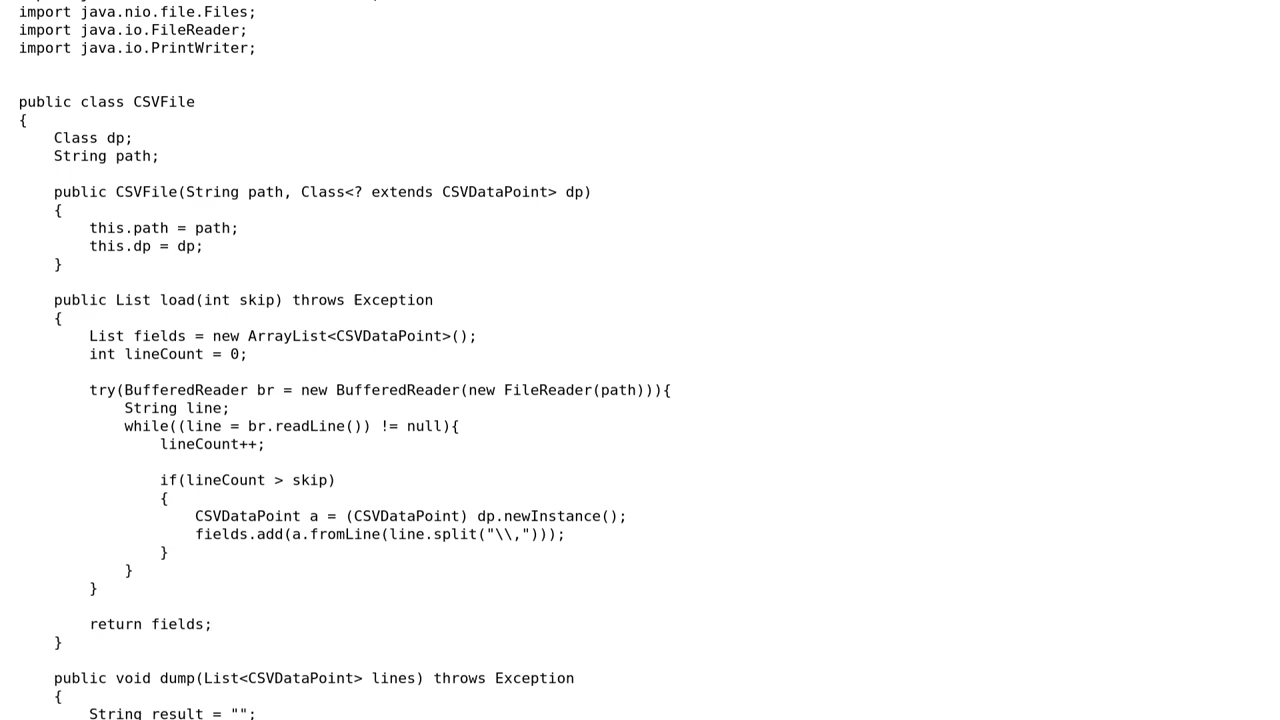 import java.nio.file.Files;
import java.io.FileReader;
import java.io.PrintWriter;
public class CSVFile
{
    Class dp;
    String path;
    public CSVFile(String path, Class<? extends CSVDataPoint> dp)
    {
        this.path = path;
        this.dp = dp;
    }
    public List load(int skip) throws Exception
    {
        List fields = new ArrayList<CSVDataPoint>();
        int lineCount = 0;
        try(BufferedReader br = new BufferedReader(new FileReader(path))){
            String line;
            while((line = br.readLine()) != null){
                lineCount++;
                if(lineCount > skip)
                {
                    CSVDataPoint a = (CSVDataPoint) dp.newInstance();
                    fields.add(a.fromLine(line.split("\\,")));
                }
            }
        }
        return fields;
    }
    public void dump(List<CSVDataPoint> lines) throws Exception
    {
        String result = "";